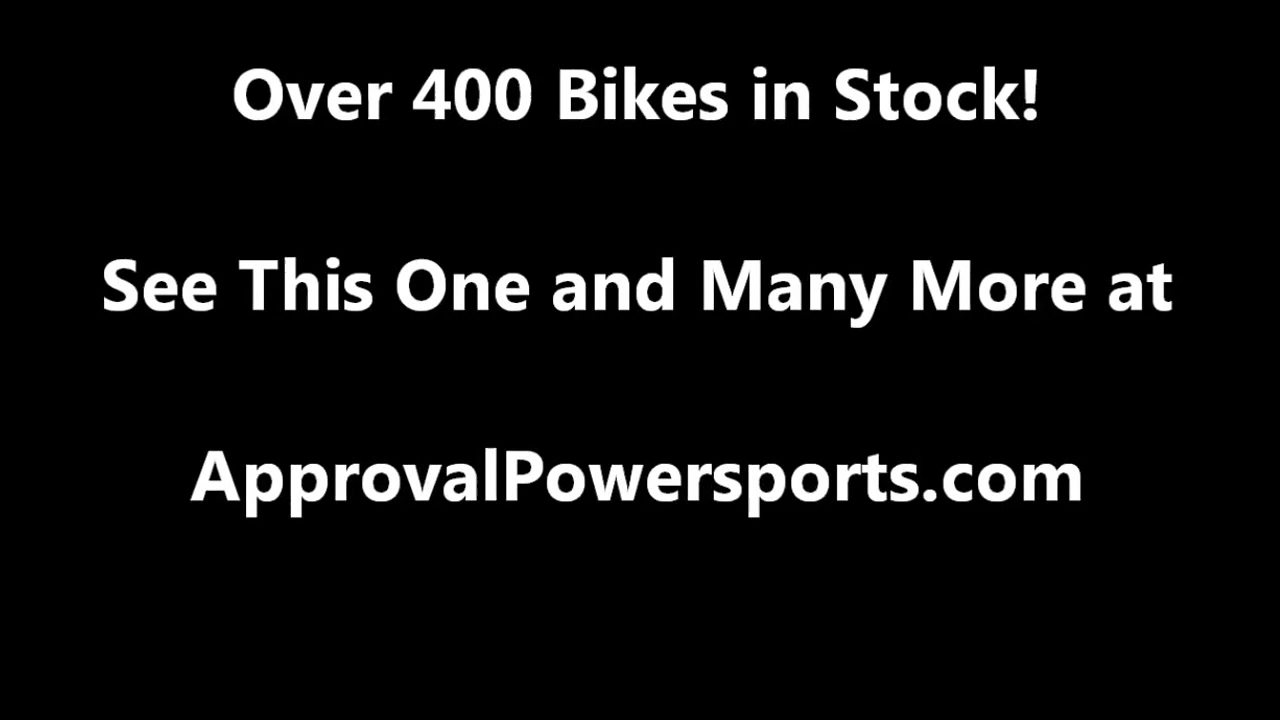 Over 400 Bikes in Stock!
See This One and Many More at
ApprovalPowersports.com